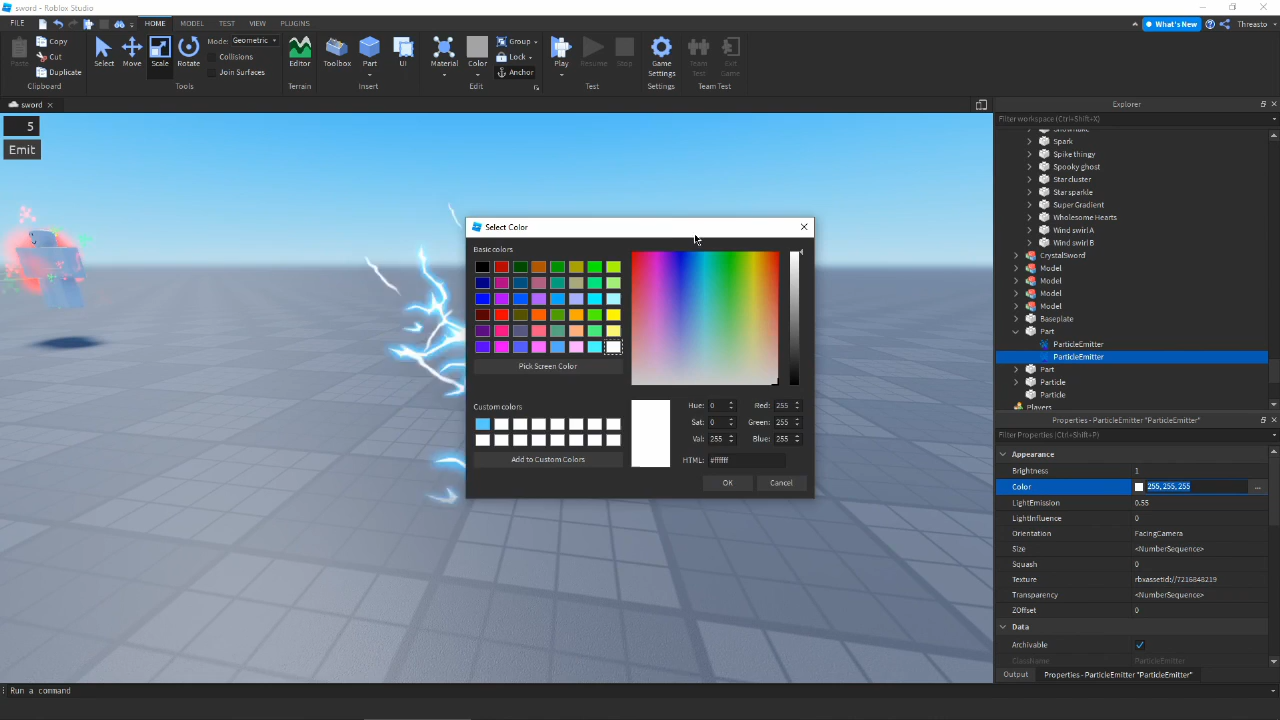 sword - Roblox Studio
FILE
HOME
MODEL
TEST
VIEW
PLUGINS
What's New
Threasto
Paste
Copy
Cut
Duplicate
Clipboard
Select
Move
Scale
Rotate
Mode: Geometric
Collisions
Join Surfaces
Tools
Editor
Terrain
Toolbox
Part
UI
Insert
Material
Color
Group
Lock
Anchor
Edit
Play
Resume
Stop
Test
Game
Settings
Settings
Team
Test
Exit
Game
Team Test
sword
Explorer
Filter workspace (Ctrl+Shift+X)
5
Emit
Snowflake
Spark
Spike thingy
Spooky ghost
Star cluster
Star sparkle
Super Gradient
Wholesome Hearts
Wind swirl A
Wind swirl B
CrystalSword
Model
Model
Model
Model
Baseplate
Part
ParticleEmitter
ParticleEmitter
Part
Particle
Particle
Players
Select Color
Basic colors
Pick Screen Color
Custom colors
Add to Custom Colors
Hue: 0
Red: 255
Sat: 0
Green: 255
Val: 255
Blue: 255
HTML: #ffffff
OK
Cancel
Properties - ParticleEmitter "ParticleEmitter"
Filter Properties (Ctrl+Shift+P)
Appearance
Brightness 1
Color 255, 255, 255 ...
LightEmission 0.55
LightInfluence 0
Orientation FacingCamera
Size <NumberSequence>
Squash 0
Texture rbxassetid://7216848219
Transparency <NumberSequence>
ZOffset 0
Data
Archivable
ClassName ParticleEmitter
Output
Properties - ParticleEmitter "ParticleEmitter"
Run a command